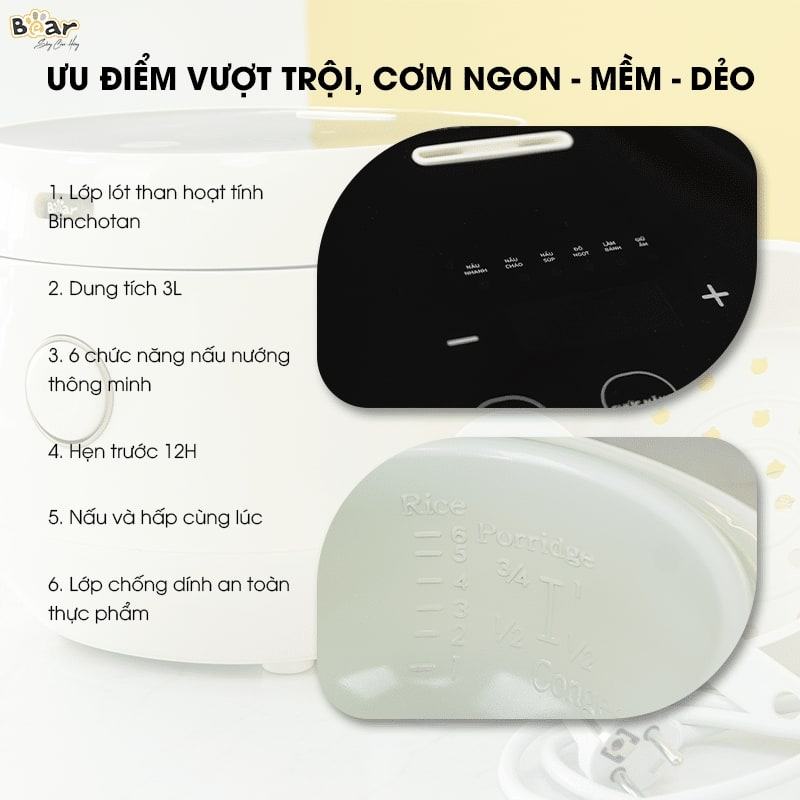 Bear
ƯU ĐIỂM VƯỢT TRỘI, CƠM NGON - MỀM - DẺO
1. Lớp lót than hoạt tính
Binchotan
2. Dung tích 3L
3. 6 chức năng nấu nướng
thông minh
4. Hẹn trước 12H
5. Nấu và hấp cùng lúc
6. Lớp chống dính an toàn
thực phẩm
Bear
NẤU
NHANH
NẤU
CHÁO
NẤU
SÚP
ĐỒ
NGỌT
LÀM
BÁNH
GIỮ
ẤM
+
−
Rice
6
5
4
3
2
1
Porridge
3/4
1
1/2
1/2